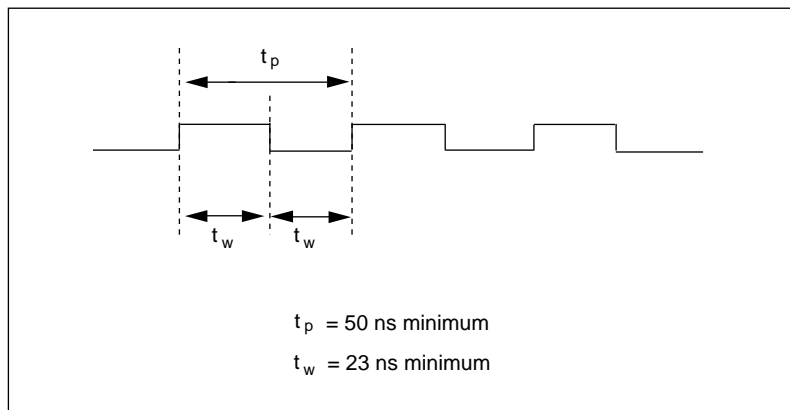 t p
t w t w
t p = 50 ns minimum
t w = 23 ns minimum